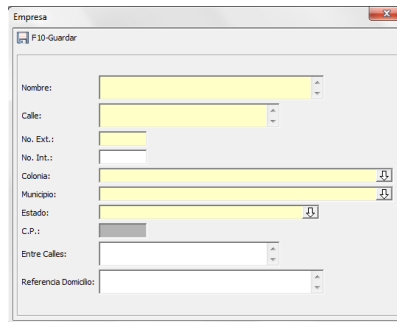 Empresa
F10-Guardar
Nombre:
Calle:
No. Ext.:
No. Int.:
Colonia:
Municipio:
Estado:
C.P.:
Entre Calles:
Referencia Domicilio: